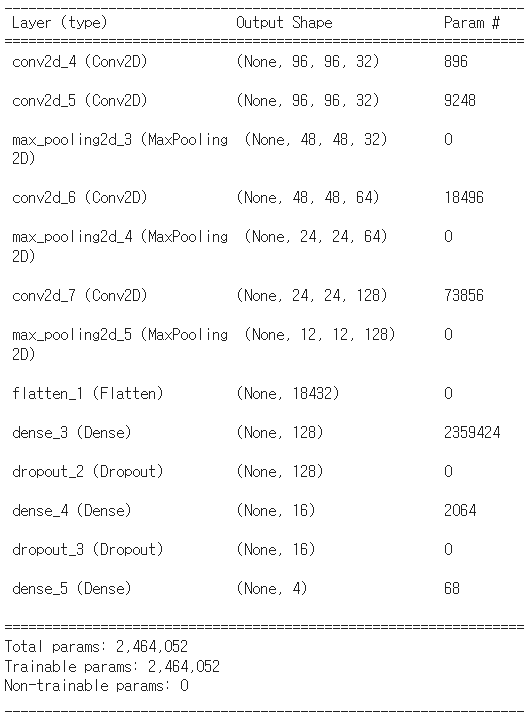 Layer (type) Output Shape Param #
conv2d_4 (Conv2D) (None, 96, 96, 32) 896
conv2d_5 (Conv2D) (None, 96, 96, 32) 9248
max_pooling2d_3 (MaxPooling (None, 48, 48, 32) 0
2D)
conv2d_6 (Conv2D) (None, 48, 48, 64) 18496
max_pooling2d_4 (MaxPooling (None, 24, 24, 64) 0
2D)
conv2d_7 (Conv2D) (None, 24, 24, 128) 73856
max_pooling2d_5 (MaxPooling (None, 12, 12, 128) 0
2D)
flatten_1 (Flatten) (None, 18432) 0
dense_3 (Dense) (None, 128) 2359424
dropout_2 (Dropout) (None, 128) 0
dense_4 (Dense) (None, 16) 2064
dropout_3 (Dropout) (None, 16) 0
dense_5 (Dense) (None, 4) 68
Total params: 2,464,052
Trainable params: 2,464,052
Non-trainable params: 0